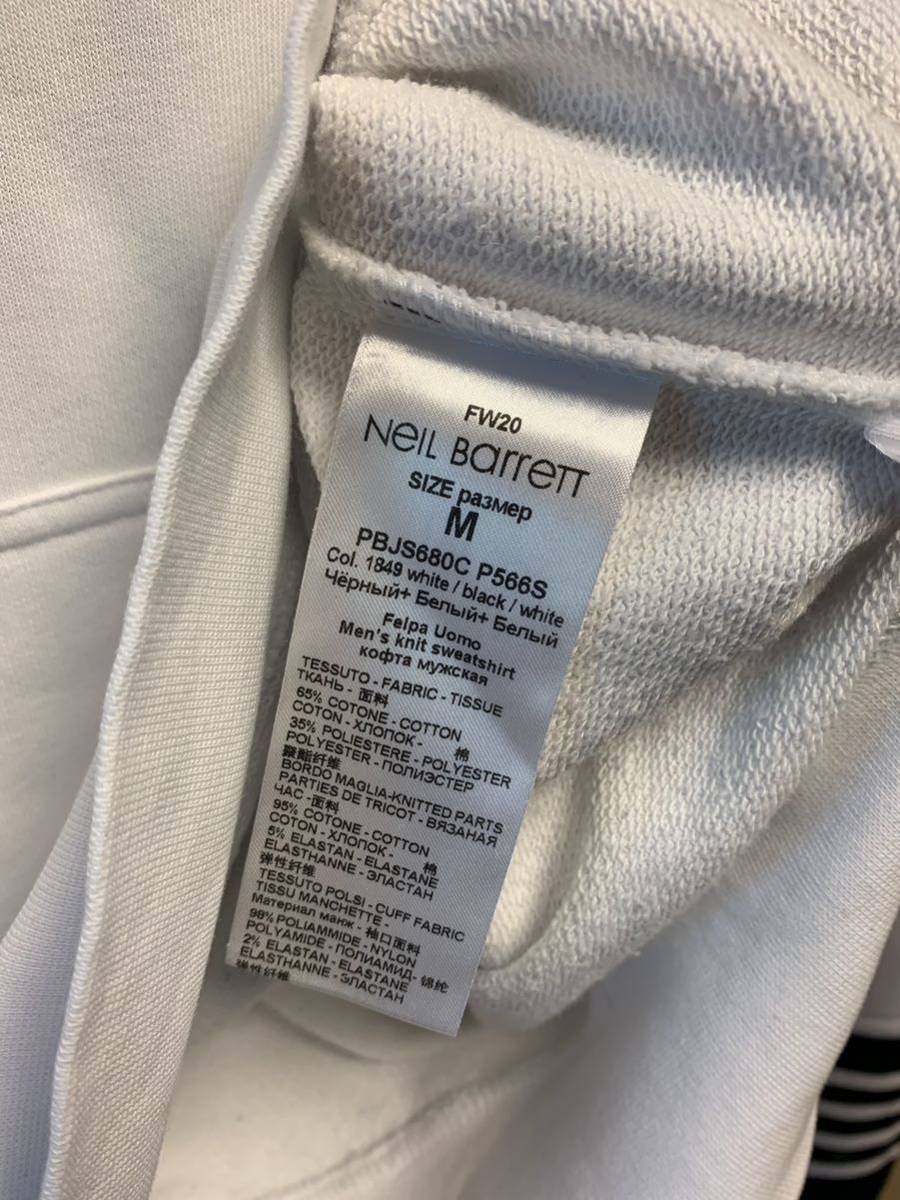 FW20
NeIL BarreTT
SIZE размер
M
PBJS680C P566S
Col. 1849 white / black / white
Чёрный+ Белый+ Белый
Felpa Uomo
Men's knit sweatshirt
кофта мужская
TESSUTO - FABRIC - TISSUE
ТКАНЬ - 面料
65% COTONE - COTTON
COTON - ХЛОПОК - 棉
35% POLIESTERE - POLYESTER
POLYESTER - ПОЛИЭСТЕР
聚酯纤维
BORDO MAGLIA-KNITTED PARTS
PARTIES DE TRICOT - ВЯЗАНАЯ
ЧАС -面料
95% COTONE - COTTON
COTON - ХЛОПОК - 棉
5% ELASTAN - ELASTANE
ELASTHANNE - ЭЛАСТАН
弹性纤维
TESSUTO POLSI - CUFF FABRIC
TISSU MANCHETTE -
Материал манж - 袖口面料
98% POLIAMMIDE - NYLON
POLYAMIDE - ПОЛИАМИД- 锦纶
2% ELASTAN - ELASTANE
ELASTHANNE - ЭЛАСТАН
弹性纤维